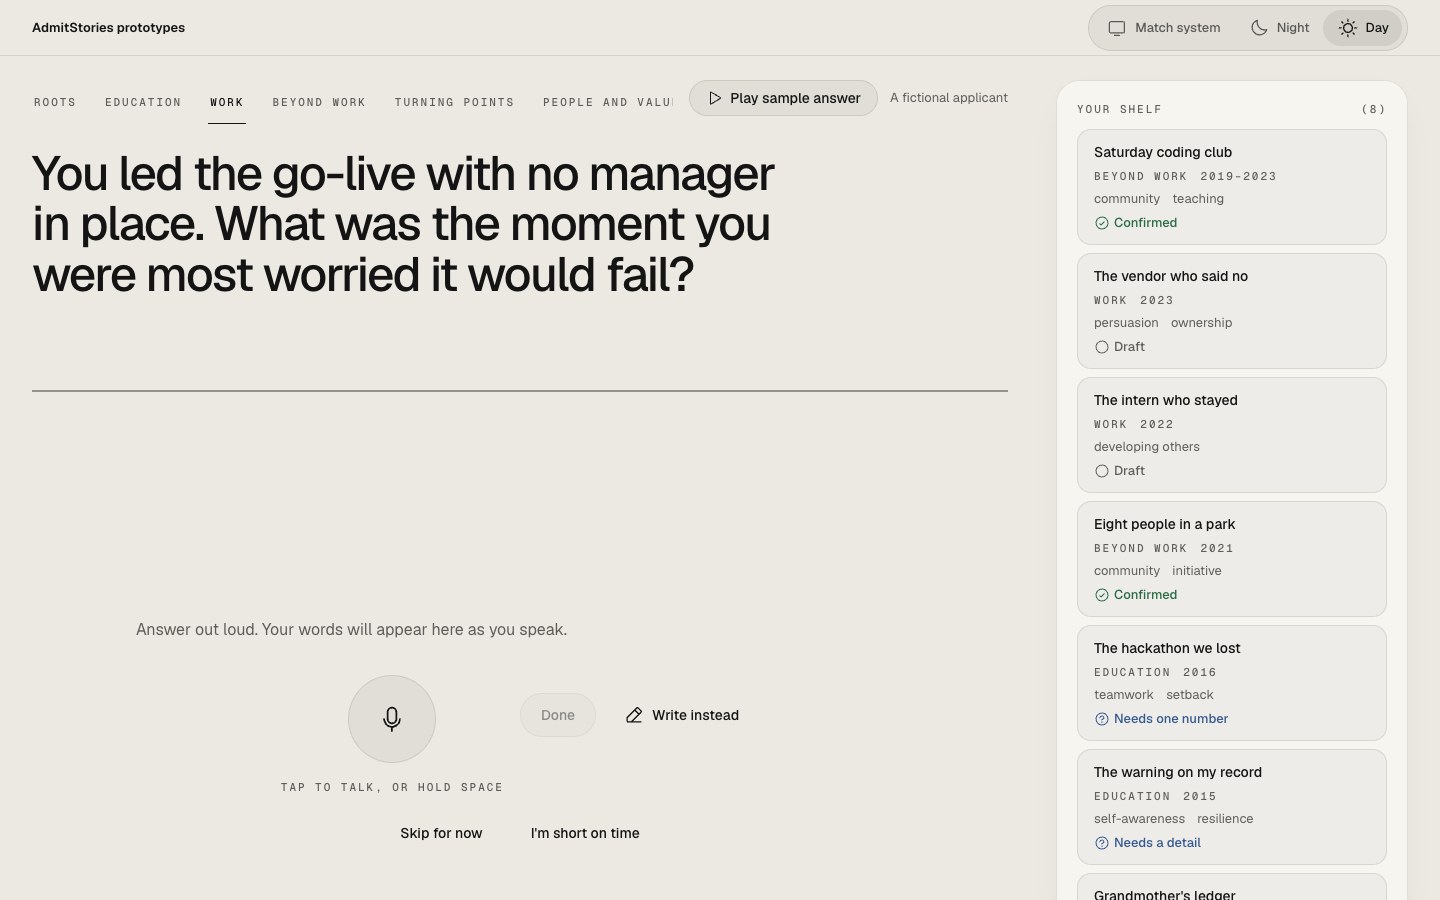 AdmitStories prototypes
Match system
Night
Day
ROOTS
EDUCATION
WORK
BEYOND WORK
TURNING POINTS
PEOPLE AND VALU
Play sample answer
A fictional applicant
You led the go-live with no manager
in place. What was the moment you
were most worried it would fail?
Answer out loud. Your words will appear here as you speak.
Done
Write instead
TAP TO TALK, OR HOLD SPACE
Skip for now
I'm short on time
YOUR SHELF
(8)
Saturday coding club
BEYOND WORK 2019–2023
community teaching
Confirmed
The vendor who said no
WORK 2023
persuasion ownership
Draft
The intern who stayed
WORK 2022
developing others
Draft
Eight people in a park
BEYOND WORK 2021
community initiative
Confirmed
The hackathon we lost
EDUCATION 2016
teamwork setback
Needs one number
The warning on my record
EDUCATION 2015
self-awareness resilience
Needs a detail
Grandmother's ledger